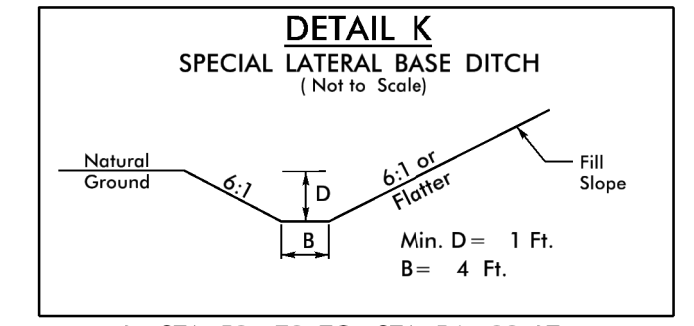 DETAIL K
SPECIAL LATERAL BASE DITCH
( Not to Scale)
Natural
Ground
6:1
D
B
6:1 or
Flatter
Fill
Slope
Min. D= 1 Ft.
B= 4 Ft.